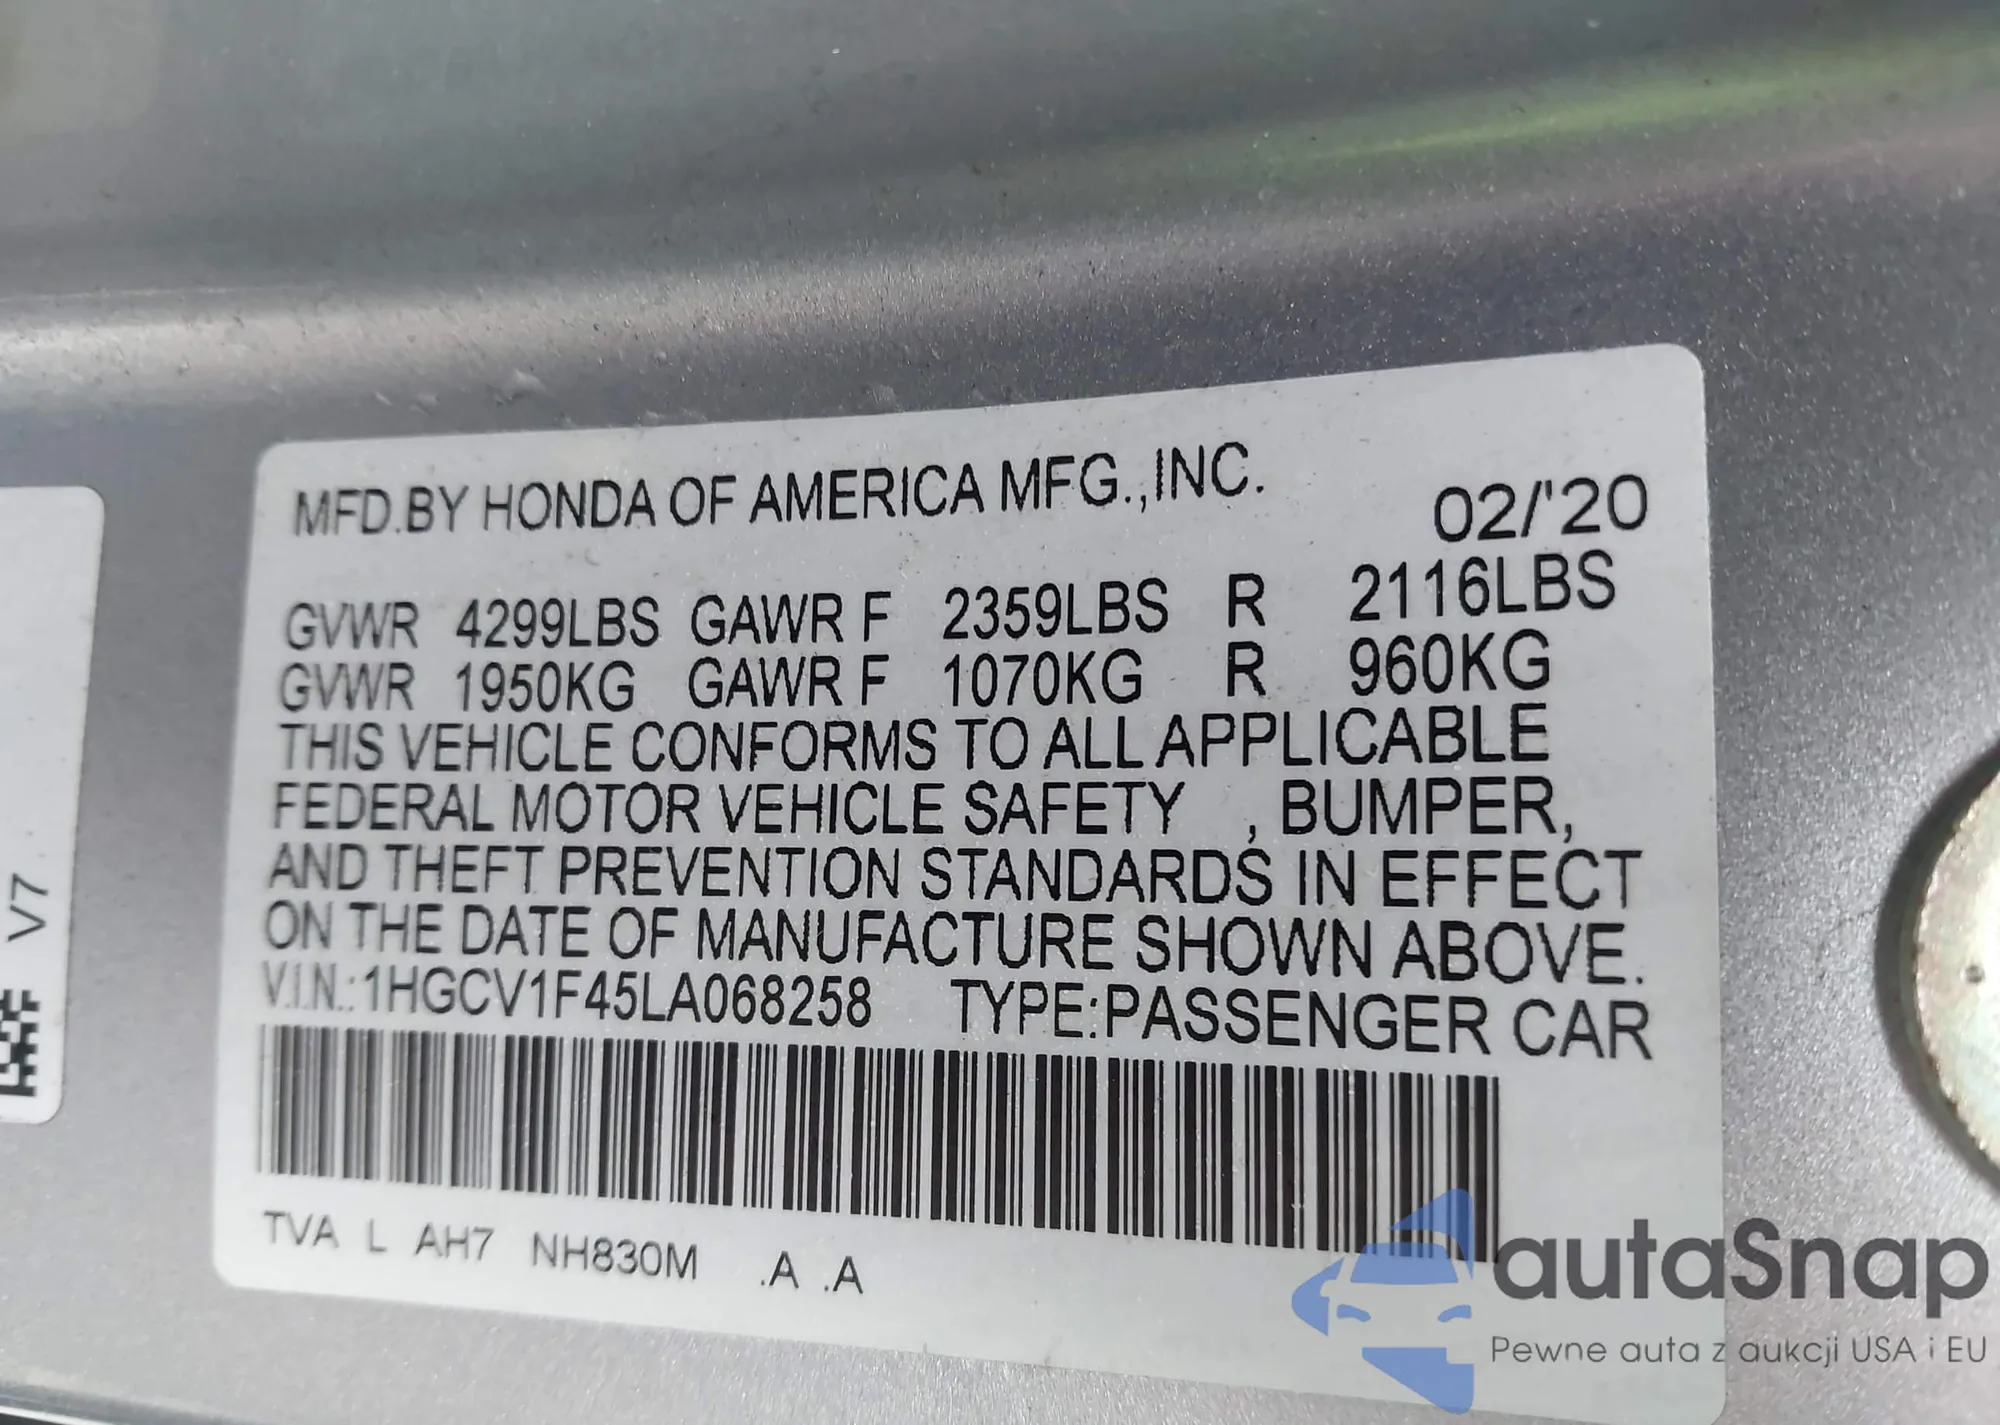 MFD.BY HONDA OF AMERICA MFG.,INC. 02/'20
GVWR 4299LBS GAWR F 2359LBS R 2116LBS
GVWR 1950KG GAWR F 1070KG R 960KG
THIS VEHICLE CONFORMS TO ALL APPLICABLE
FEDERAL MOTOR VEHICLE SAFETY , BUMPER,
AND THEFT PREVENTION STANDARDS IN EFFECT
ON THE DATE OF MANUFACTURE SHOWN ABOVE.
V.I.N.:1HGCV1F45LA068258 TYPE:PASSENGER CAR
TVA L AH7 NH830M .A .A
V7
autaSnap
Pewne auta z aukcji USA i EU